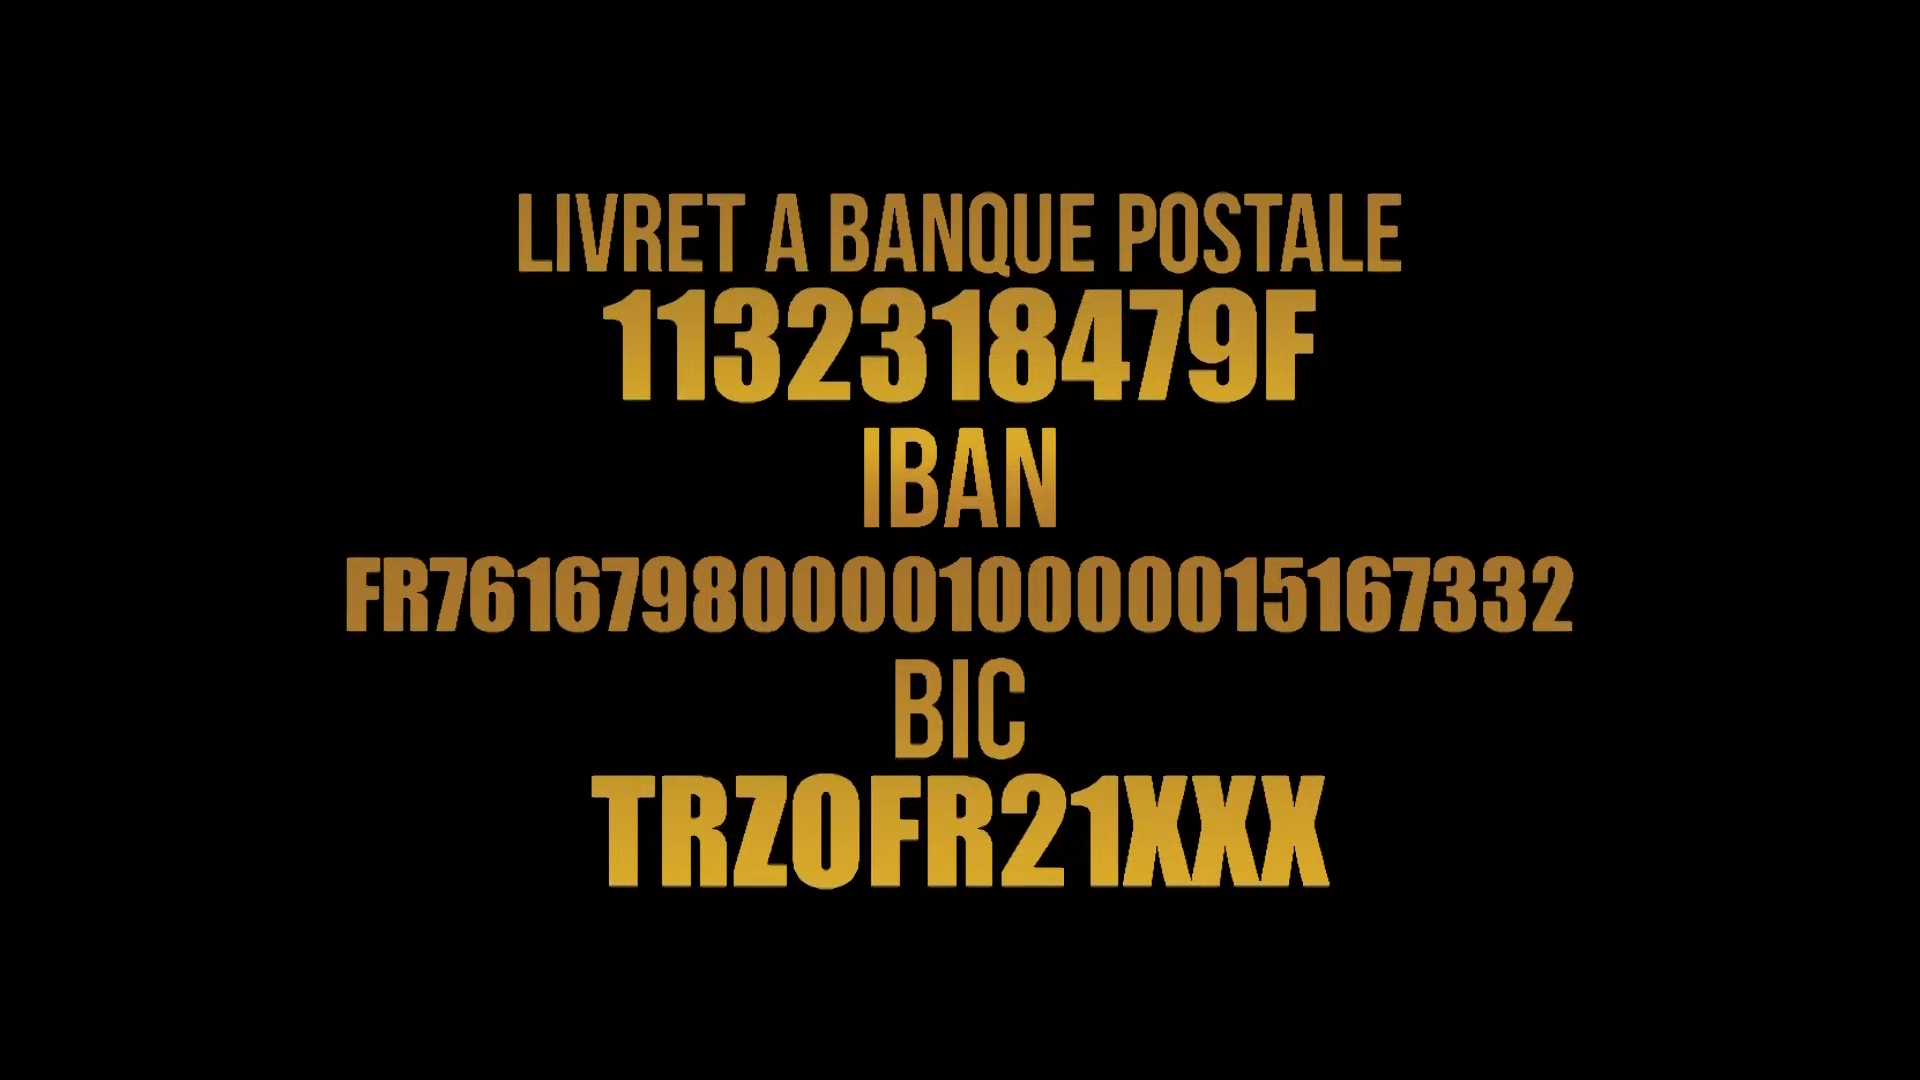 LIVRET A BANQUE POSTALE
1132318479F
IBAN
FR7616798000010000015167332
BIC
TRZOFR21XXX